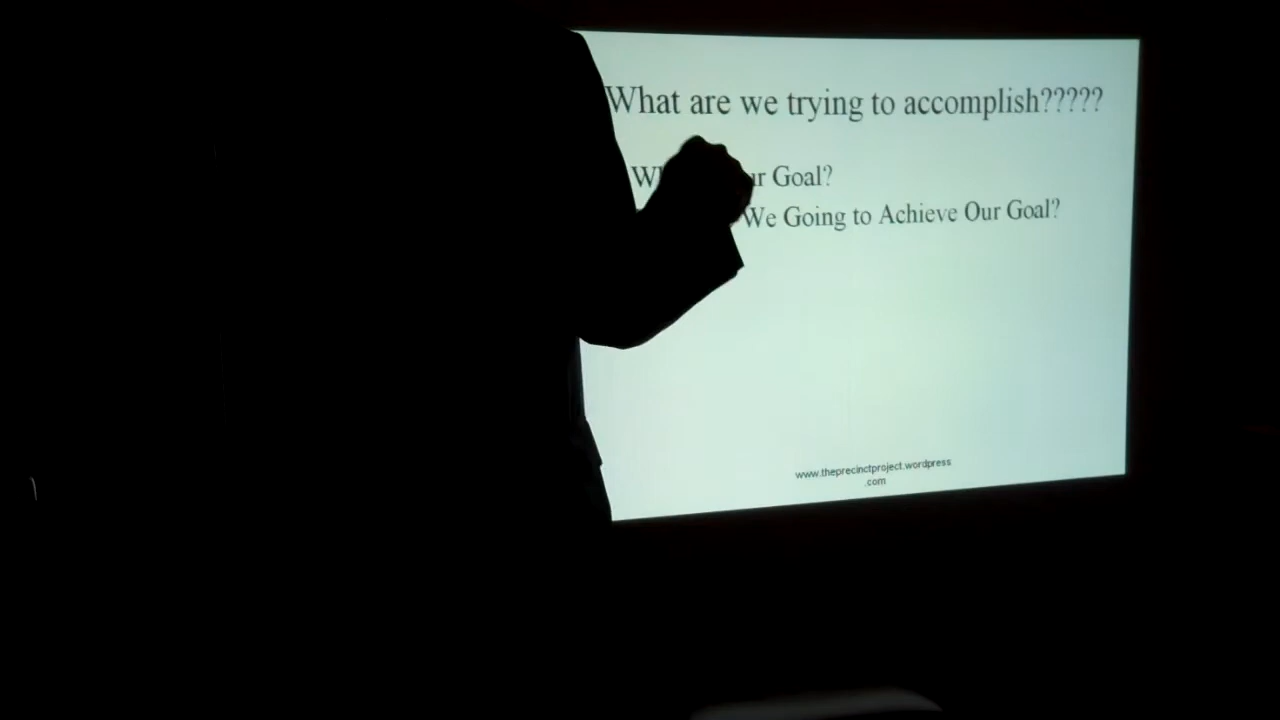 What are we trying to accomplish?????
Goal?
We Going to Achieve Our Goal?
www.theprecinctproject.wordpress
.com